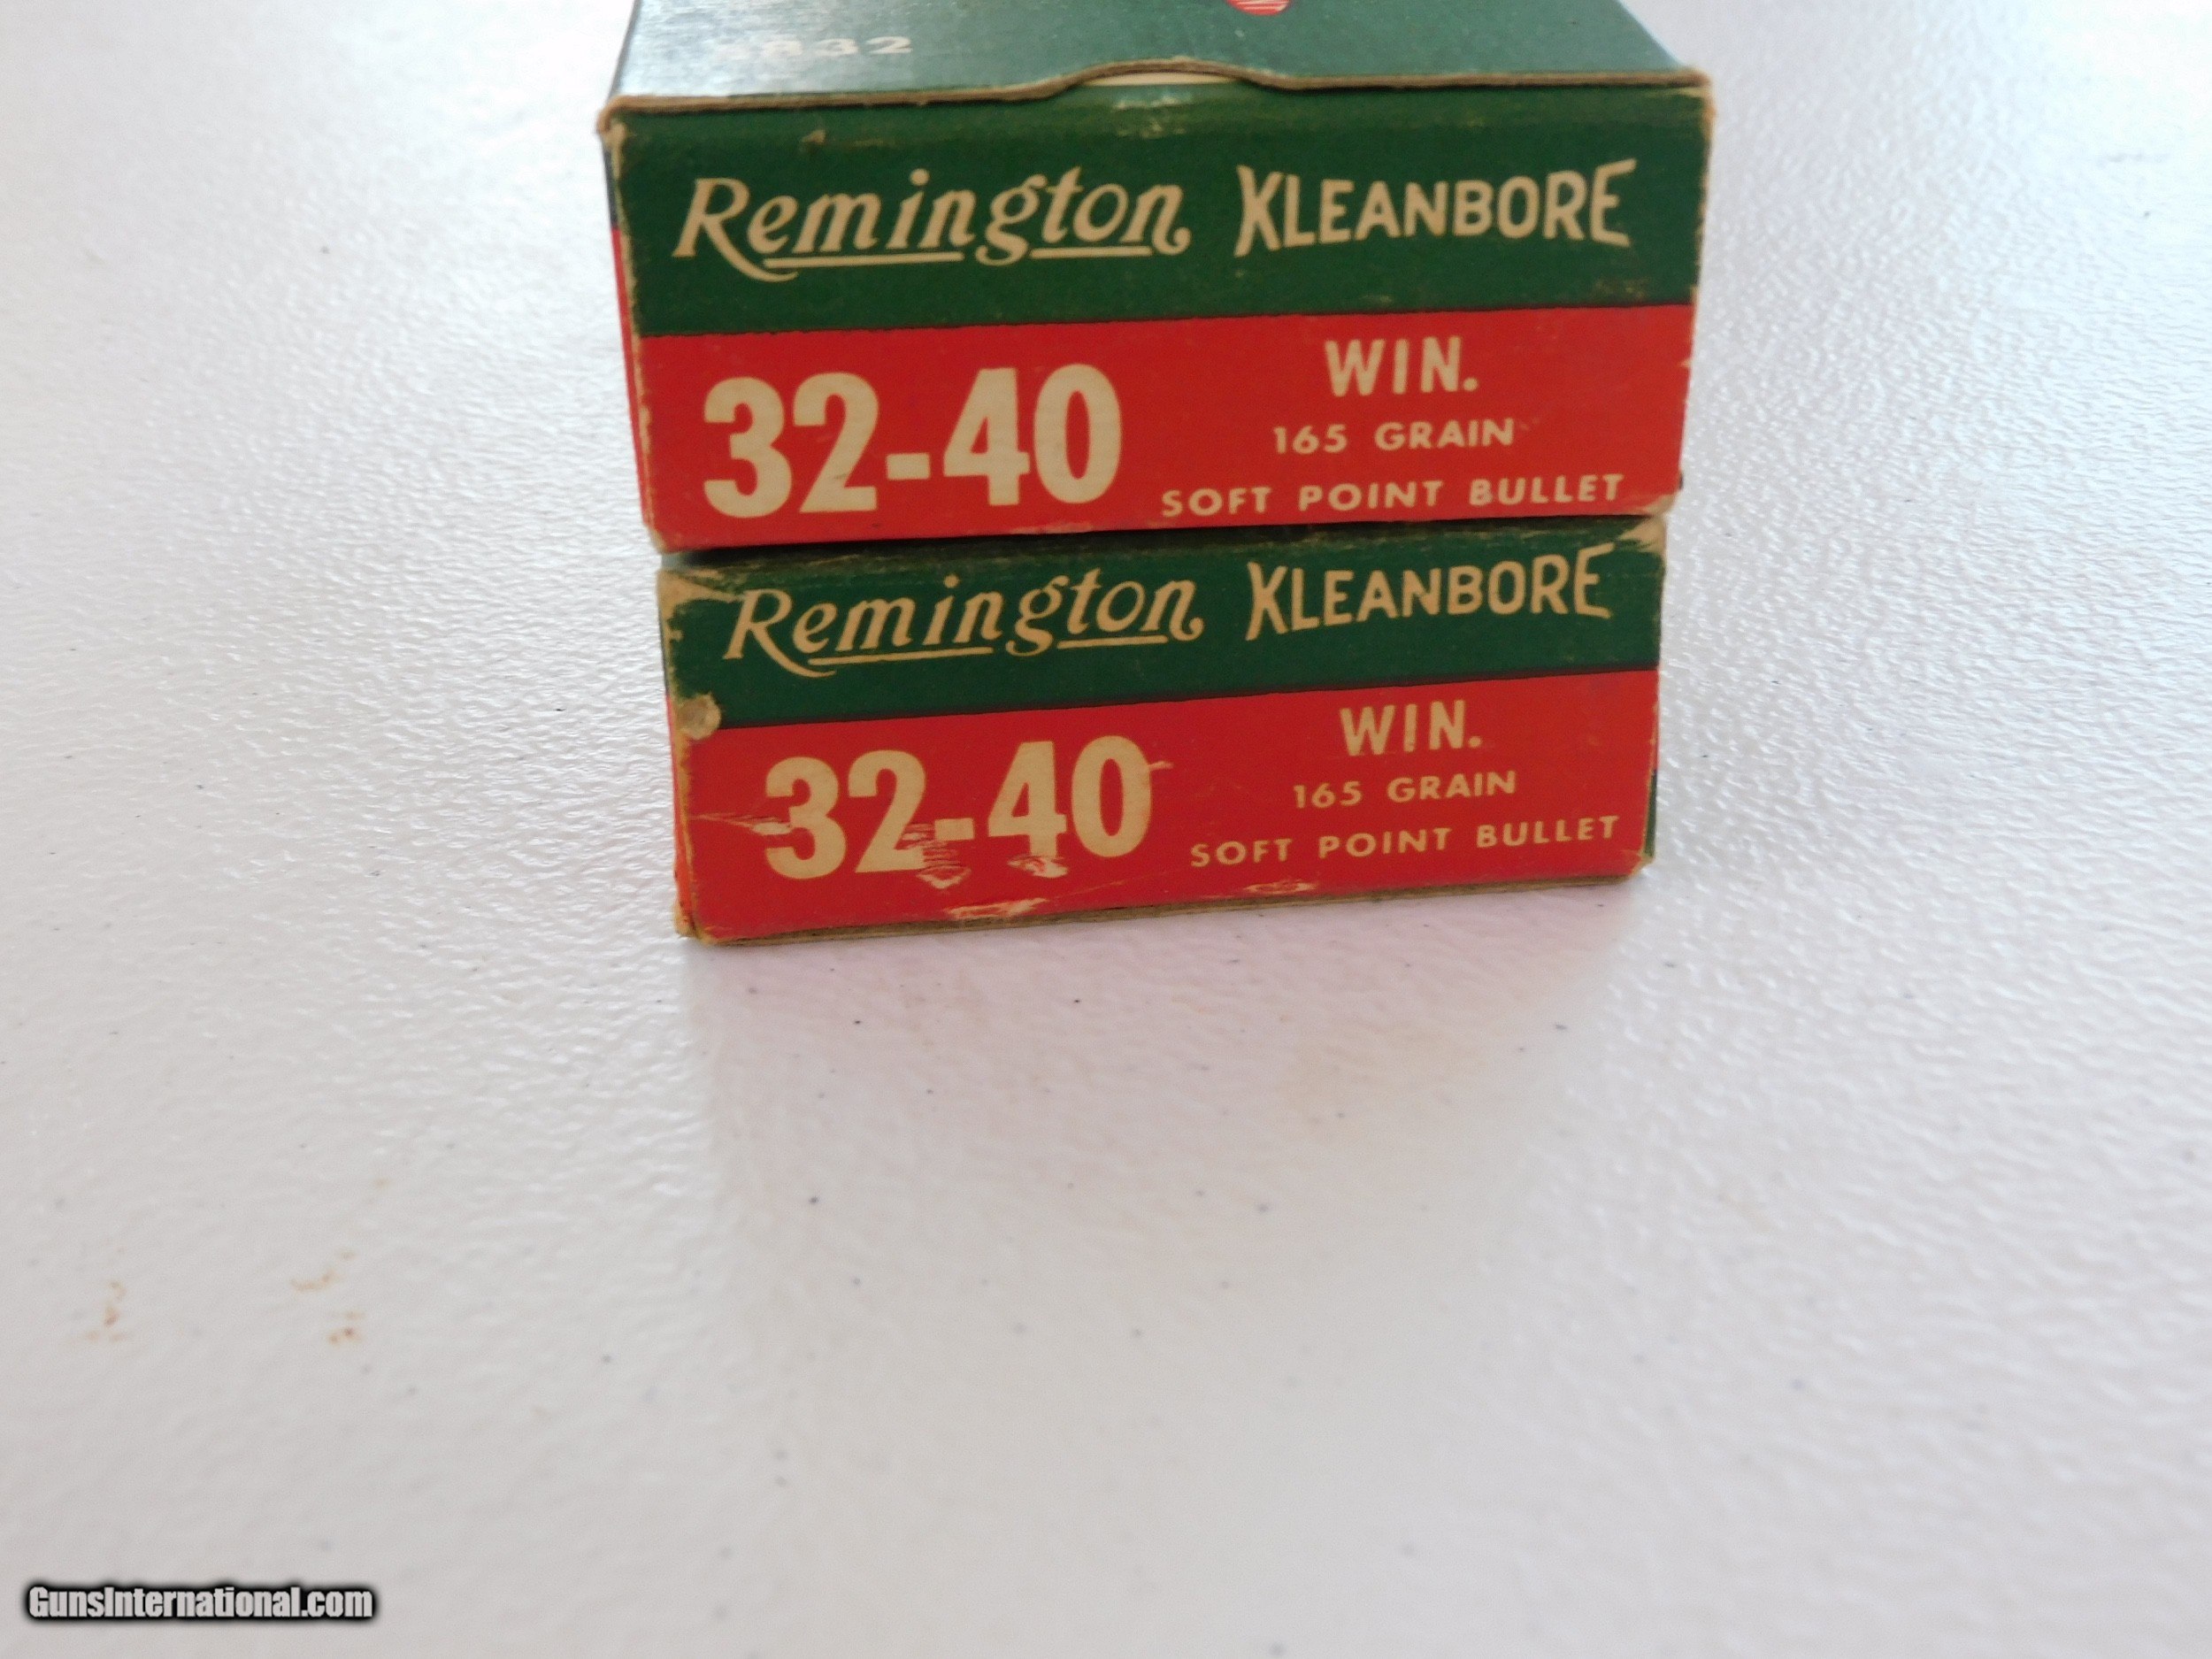 Remington KLEANBORE
32-40
WIN.
165 GRAIN
SOFT POINT BULLET
Remington KLEANBORE
32-40
WIN.
165 GRAIN
SOFT POINT BULLET
GunsInternational.com